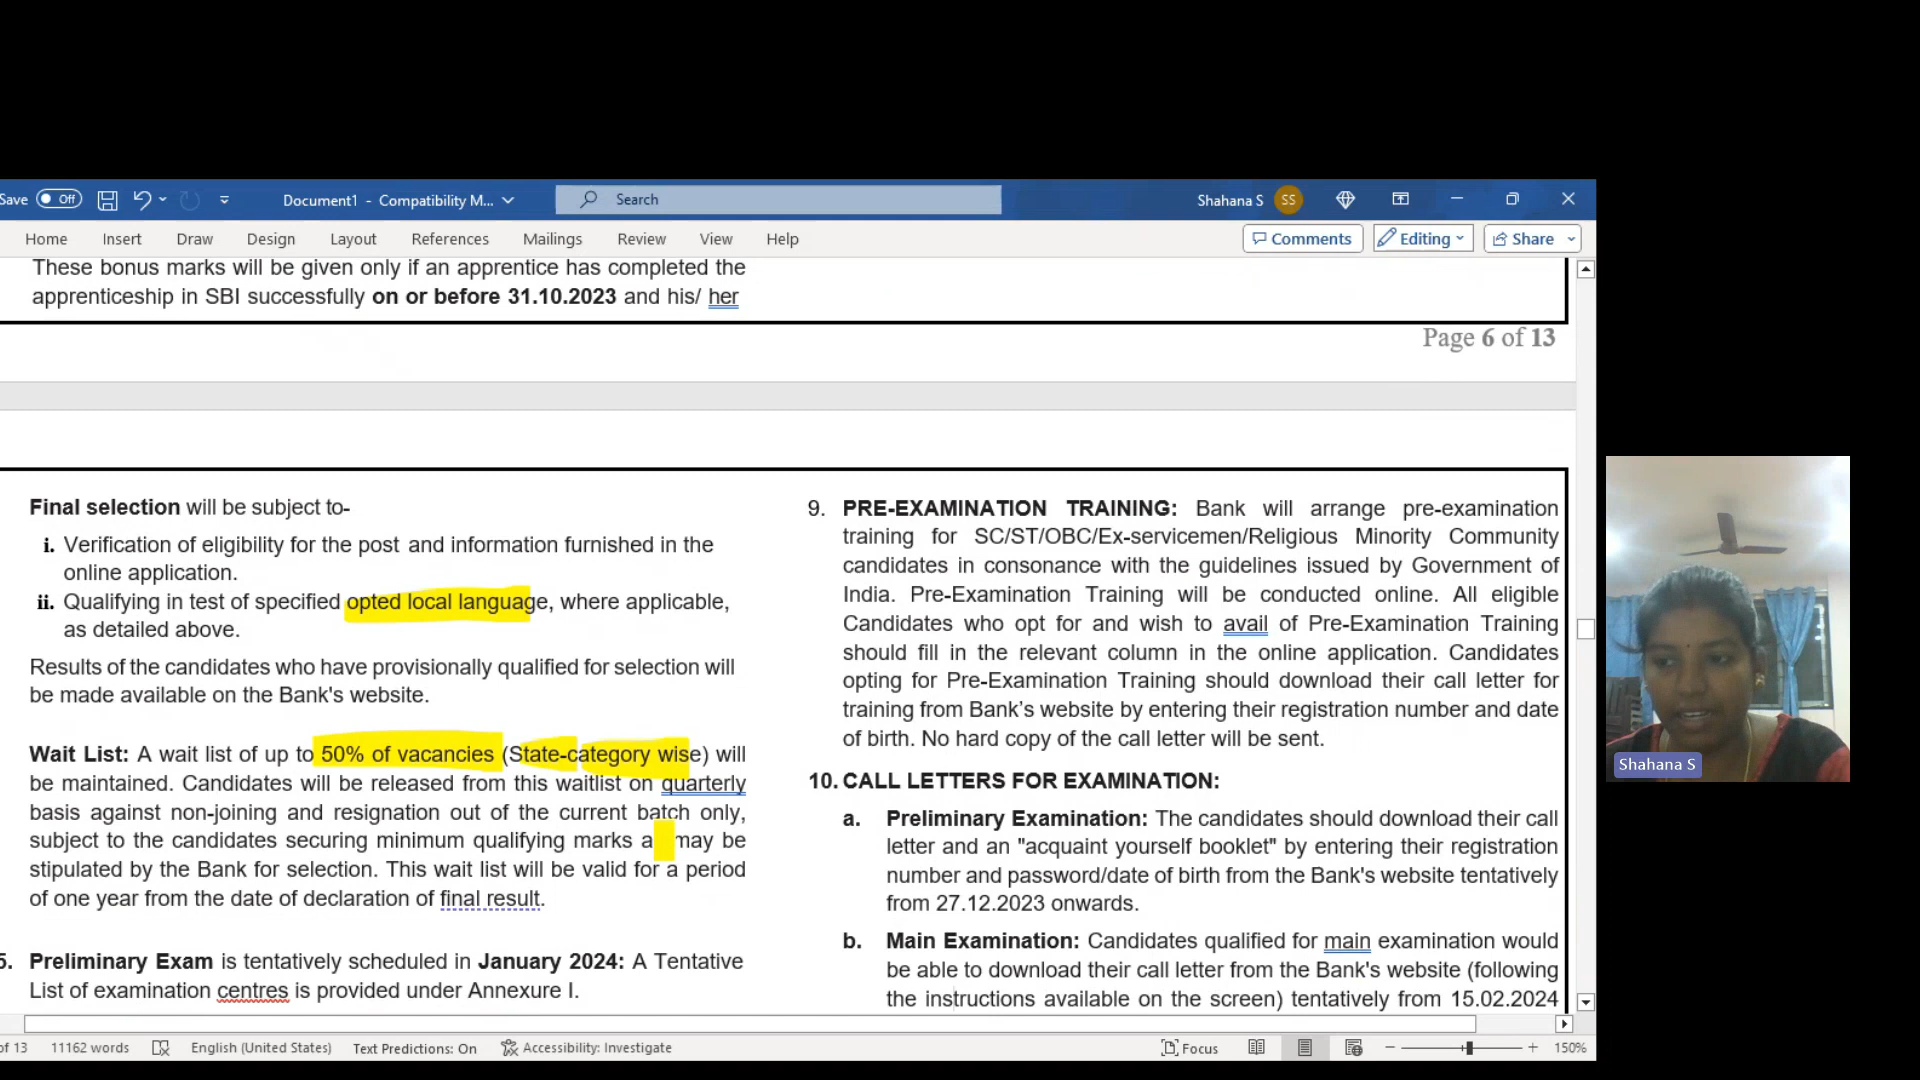 Save Off Document1 - Compatibility M... Search Shahana S SS
Home Insert Draw Design Layout References Mailings Review View Help Comments Editing Share
These bonus marks will be given only if an apprentice has completed the
apprenticeship in SBI successfully on or before 31.10.2023 and his/ her
Page 6 of 13
Final selection will be subject to-
i. Verification of eligibility for the post and information furnished in the
online application.
ii. Qualifying in test of specified opted local language, where applicable,
as detailed above.
Results of the candidates who have provisionally qualified for selection will
be made available on the Bank's website.
Wait List: A wait list of up to 50% of vacancies (State-category wise) will
be maintained. Candidates will be released from this waitlist on quarterly
basis against non-joining and resignation out of the current batch only,
subject to the candidates securing minimum qualifying marks a may be
stipulated by the Bank for selection. This wait list will be valid for a period
of one year from the date of declaration of final result.
5. Preliminary Exam is tentatively scheduled in January 2024: A Tentative
List of examination centres is provided under Annexure I.
9. PRE-EXAMINATION TRAINING: Bank will arrange pre-examination
training for SC/ST/OBC/Ex-servicemen/Religious Minority Community
candidates in consonance with the guidelines issued by Government of
India. Pre-Examination Training will be conducted online. All eligible
Candidates who opt for and wish to avail of Pre-Examination Training
should fill in the relevant column in the online application. Candidates
opting for Pre-Examination Training should download their call letter for
training from Bank's website by entering their registration number and date
of birth. No hard copy of the call letter will be sent.
10. CALL LETTERS FOR EXAMINATION:
a. Preliminary Examination: The candidates should download their call
letter and an "acquaint yourself booklet" by entering their registration
number and password/date of birth from the Bank's website tentatively
from 27.12.2023 onwards.
b. Main Examination: Candidates qualified for main examination would
be able to download their call letter from the Bank's website (following
the instructions available on the screen) tentatively from 15.02.2024
Shahana S
of 13 11162 words English (United States) Text Predictions: On Accessibility: Investigate Focus 150%